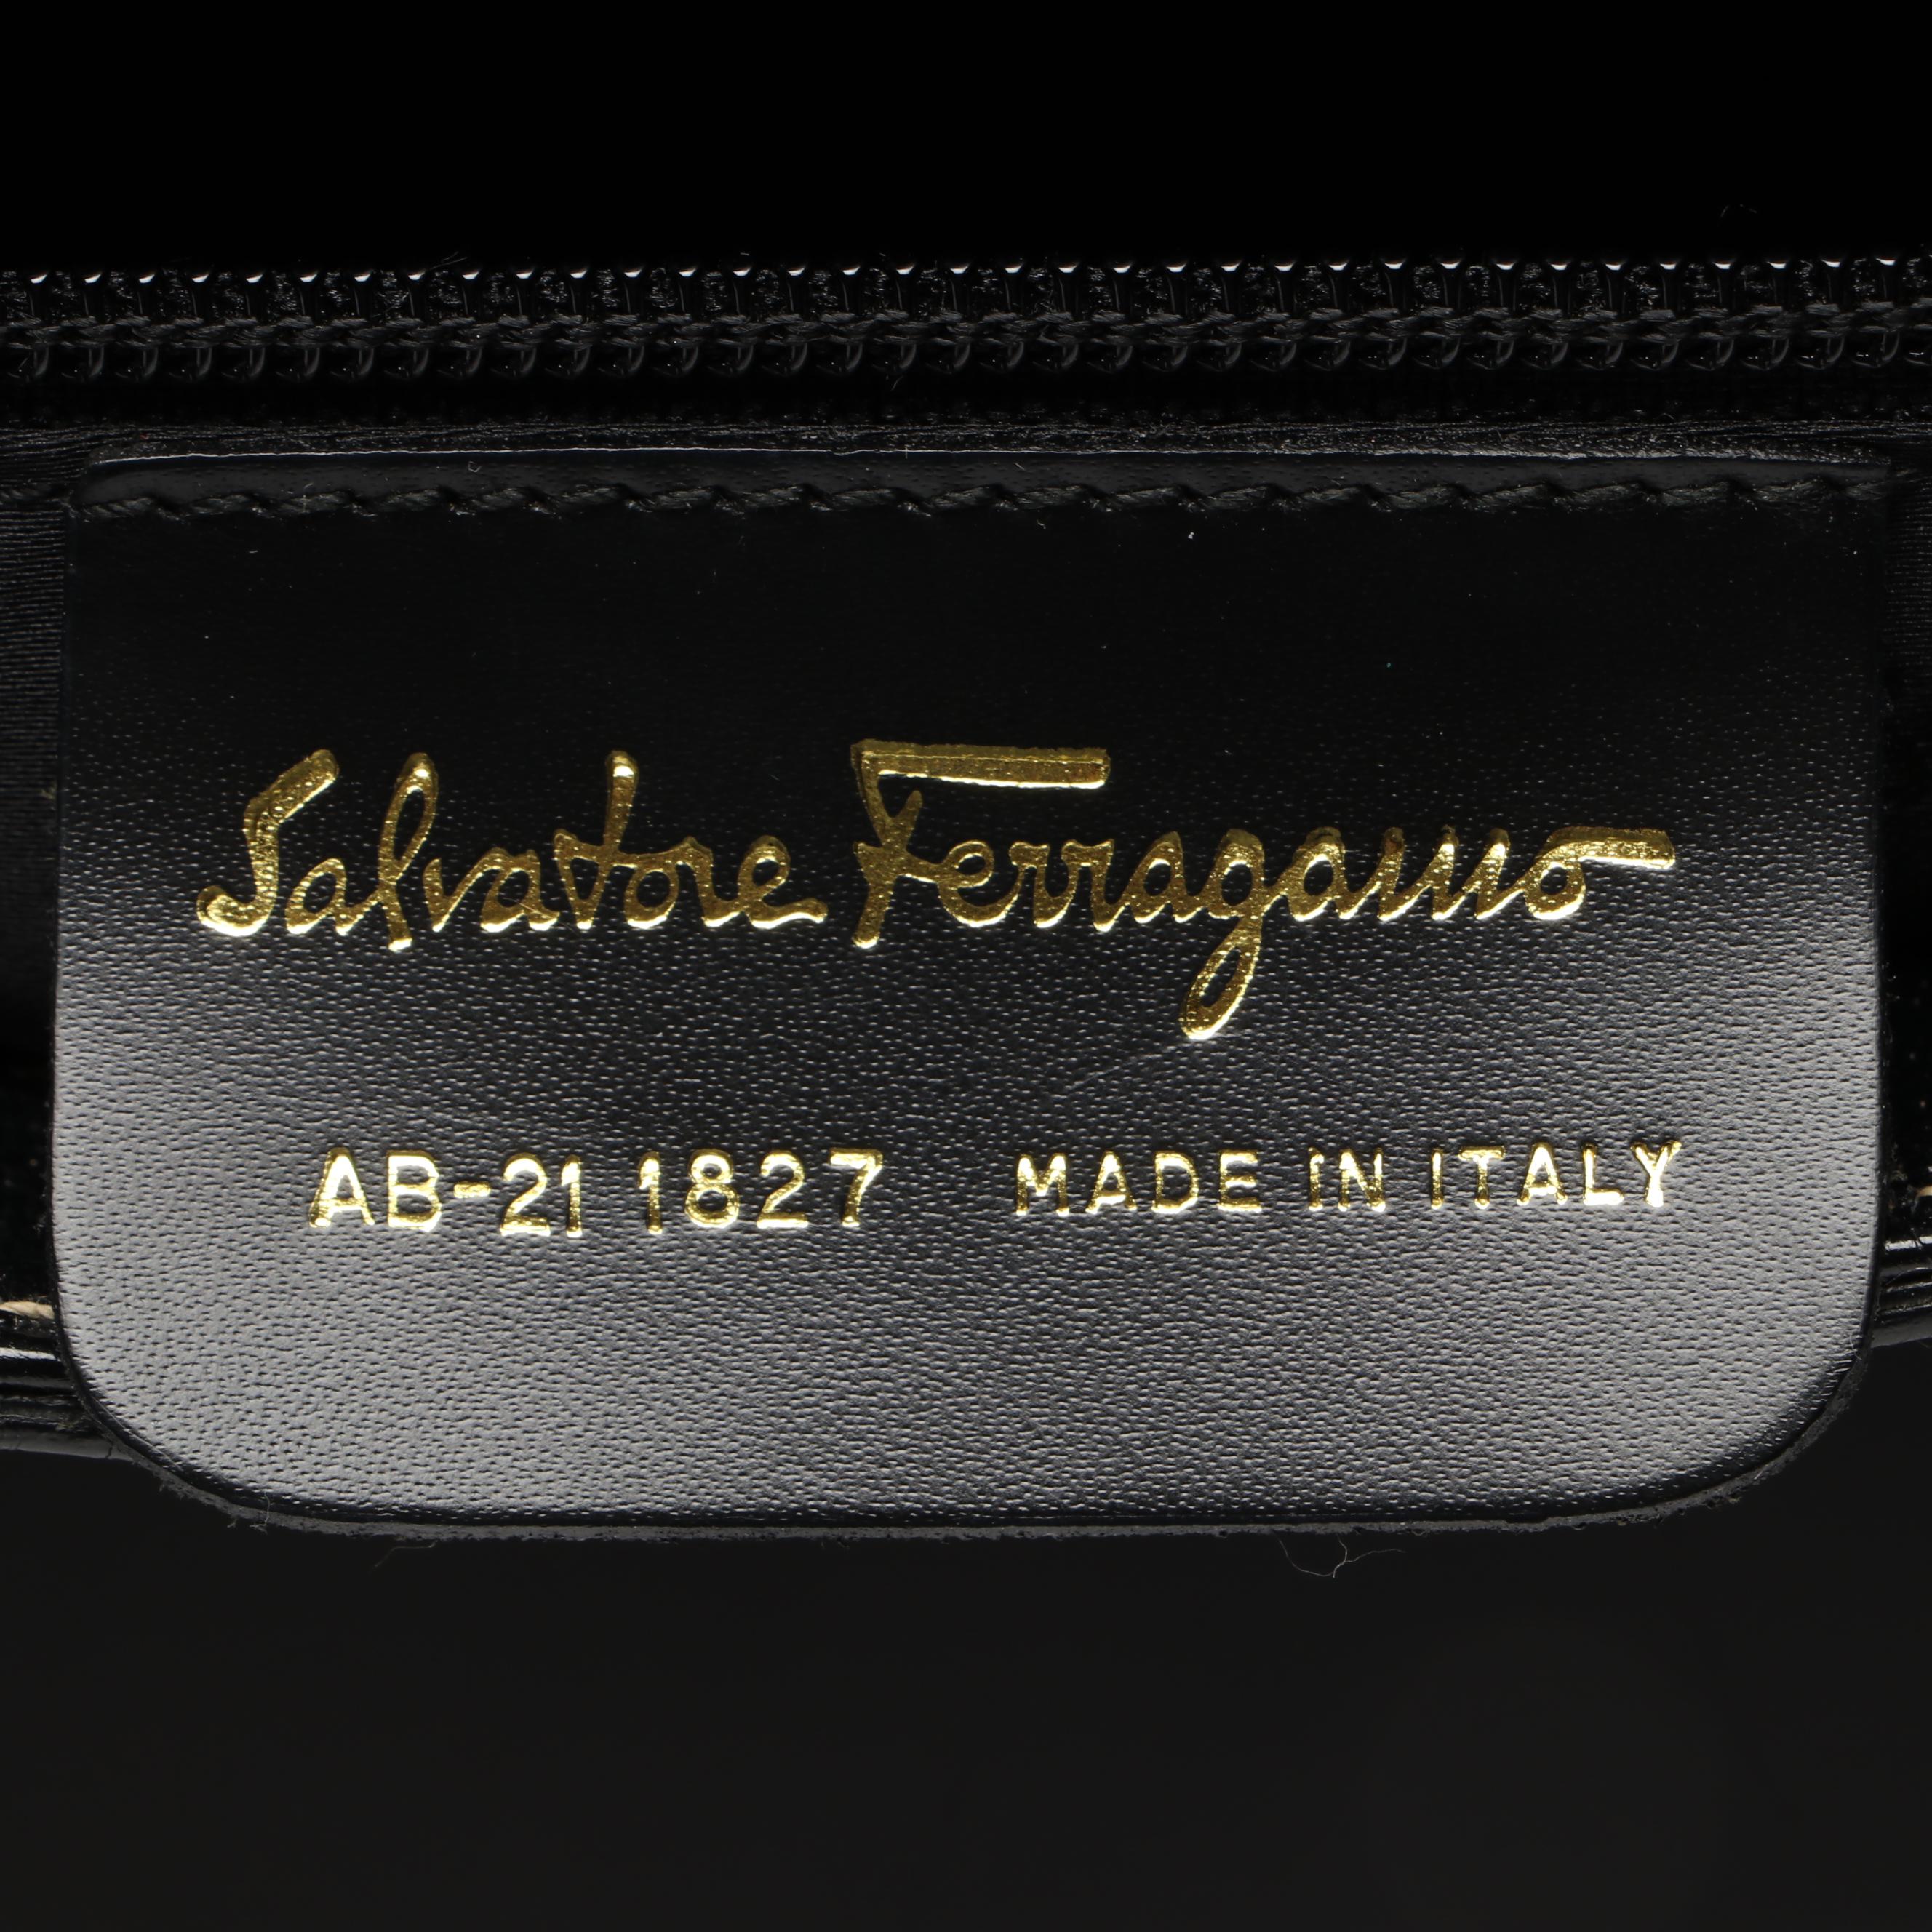 Salvatore Ferragamo
AB-21 1827 MADE IN ITALY